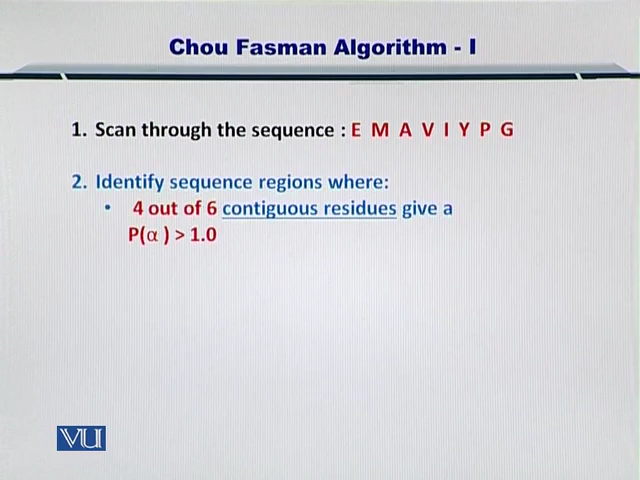 Chou Fasman Algorithm - I
1. Scan through the sequence : E M A V I Y P G
2. Identify sequence regions where:
• 4 out of 6 contiguous residues give a
P(α ) > 1.0
VU